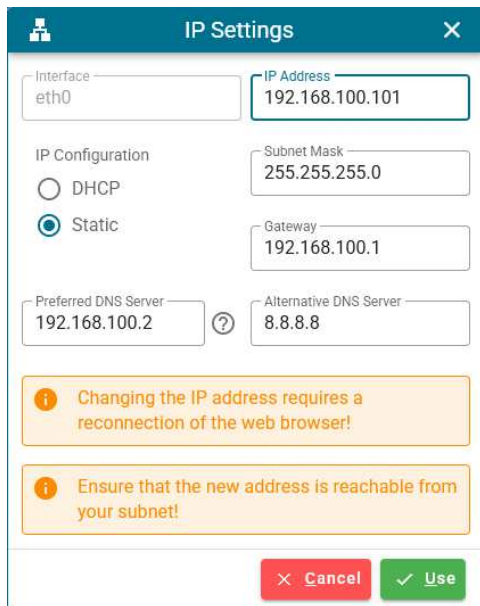 IP Settings
Interface
eth0
IP Address
192.168.100.101
IP Configuration
DHCP
Static
Subnet Mask
255.255.255.0
Gateway
192.168.100.1
Preferred DNS Server
192.168.100.2
Alternative DNS Server
8.8.8.8
Changing the IP address requires a
reconnection of the web browser!
Ensure that the new address is reachable from
your subnet!
Cancel
Use